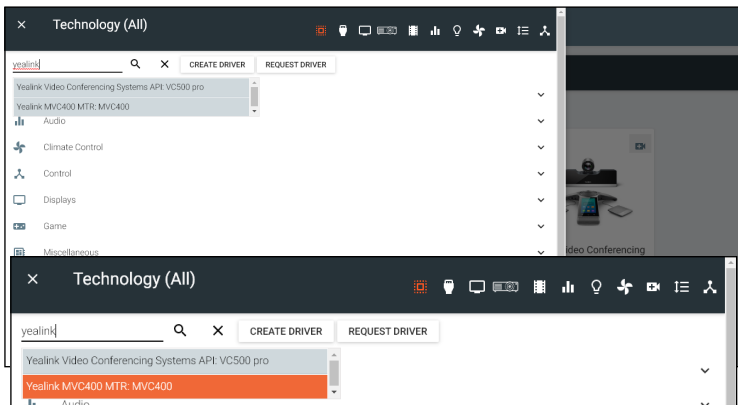 Technology (All)
yealink
CREATE DRIVER
REQUEST DRIVER
Yealink Video Conferencing Systems API: VC500 pro
Yealink MVC400 MTR: MVC400
Audio
Climate Control
Control
Displays
Game
Miscellaneous
ideo Conferencing
Technology (All)
yealink
CREATE DRIVER
REQUEST DRIVER
Yealink Video Conferencing Systems API: VC500 pro
Yealink MVC400 MTR: MVC400
Audio